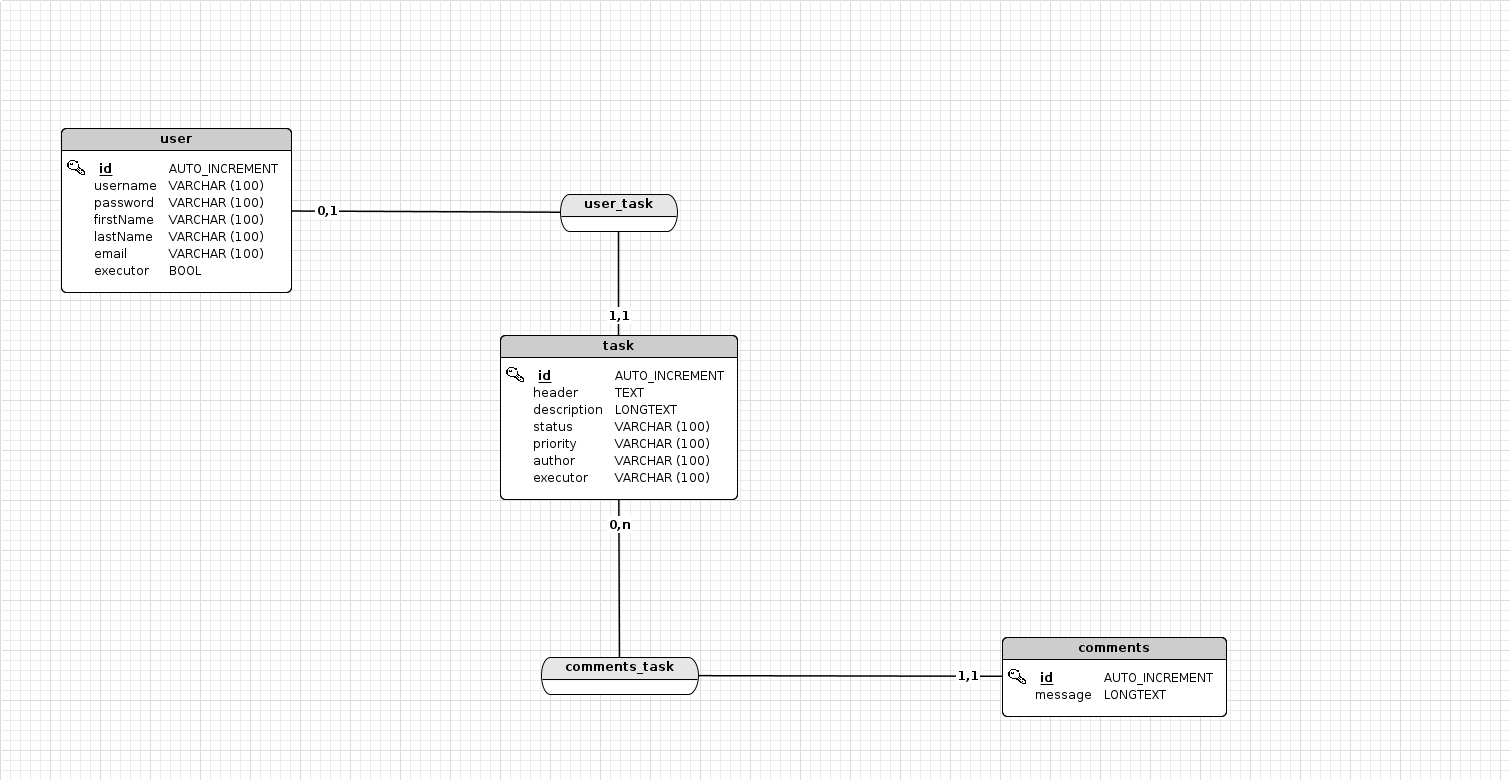 user
id AUTO_INCREMENT
username VARCHAR (100)
password VARCHAR (100)
firstName VARCHAR (100)
lastName VARCHAR (100)
email VARCHAR (100)
executor BOOL
0,1
user_task
1,1
task
id AUTO_INCREMENT
header TEXT
description LONGTEXT
status VARCHAR (100)
priority VARCHAR (100)
author VARCHAR (100)
executor VARCHAR (100)
0,n
comments_task
1,1
comments
id AUTO_INCREMENT
message LONGTEXT